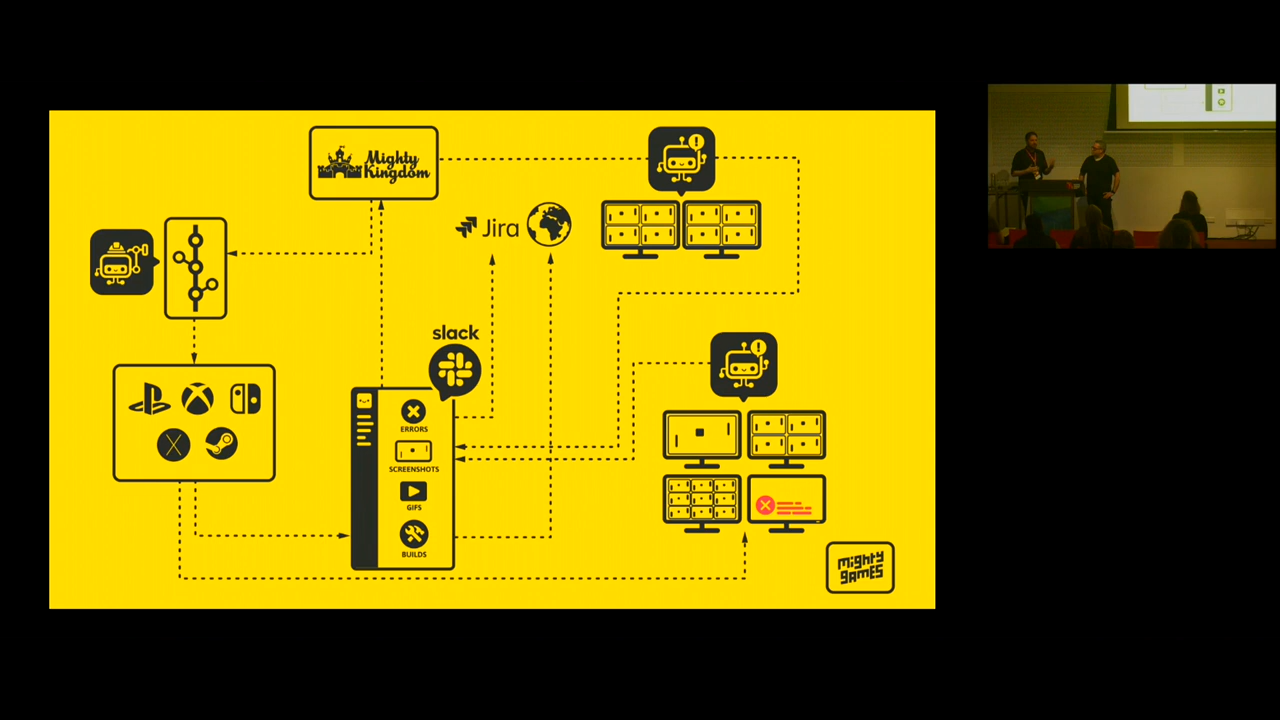 Mighty
Kingdom
Jira
slack
ERRORS
SCREENSHOTS
GIFS
BUILDS
mighty
games